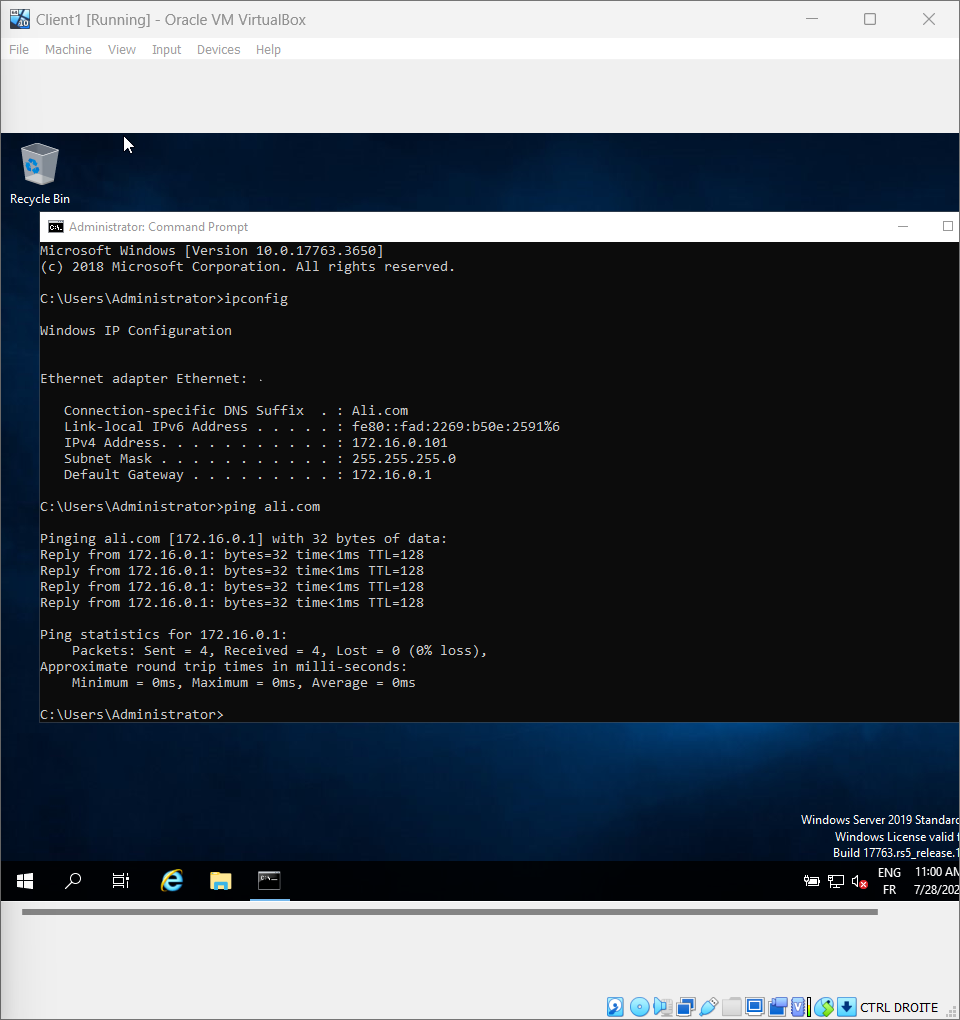 Client1 [Running] - Oracle VM VirtualBox
File Machine View Input Devices Help
Recycle Bin
Administrator: Command Prompt
Microsoft Windows [Version 10.0.17763.3650]
(c) 2018 Microsoft Corporation. All rights reserved.
C:\Users\Administrator>ipconfig
Windows IP Configuration
Ethernet adapter Ethernet:
Connection-specific DNS Suffix  . : Ali.com
Link-local IPv6 Address . . . . . : fe80::fad:2269:b50e:2591%6
IPv4 Address. . . . . . . . . . . : 172.16.0.101
Subnet Mask . . . . . . . . . . . : 255.255.255.0
Default Gateway . . . . . . . . . : 172.16.0.1
C:\Users\Administrator>ping ali.com
Pinging ali.com [172.16.0.1] with 32 bytes of data:
Reply from 172.16.0.1: bytes=32 time<1ms TTL=128
Reply from 172.16.0.1: bytes=32 time<1ms TTL=128
Reply from 172.16.0.1: bytes=32 time<1ms TTL=128
Reply from 172.16.0.1: bytes=32 time<1ms TTL=128
Ping statistics for 172.16.0.1:
Packets: Sent = 4, Received = 4, Lost = 0 (0% loss),
Approximate round trip times in milli-seconds:
Minimum = 0ms, Maximum = 0ms, Average = 0ms
C:\Users\Administrator>
Windows Server 2019 Standard
Windows License valid f
Build 17763.rs5_release.1
ENG 11:00 AM
FR 7/28/202
CTRL DROITE